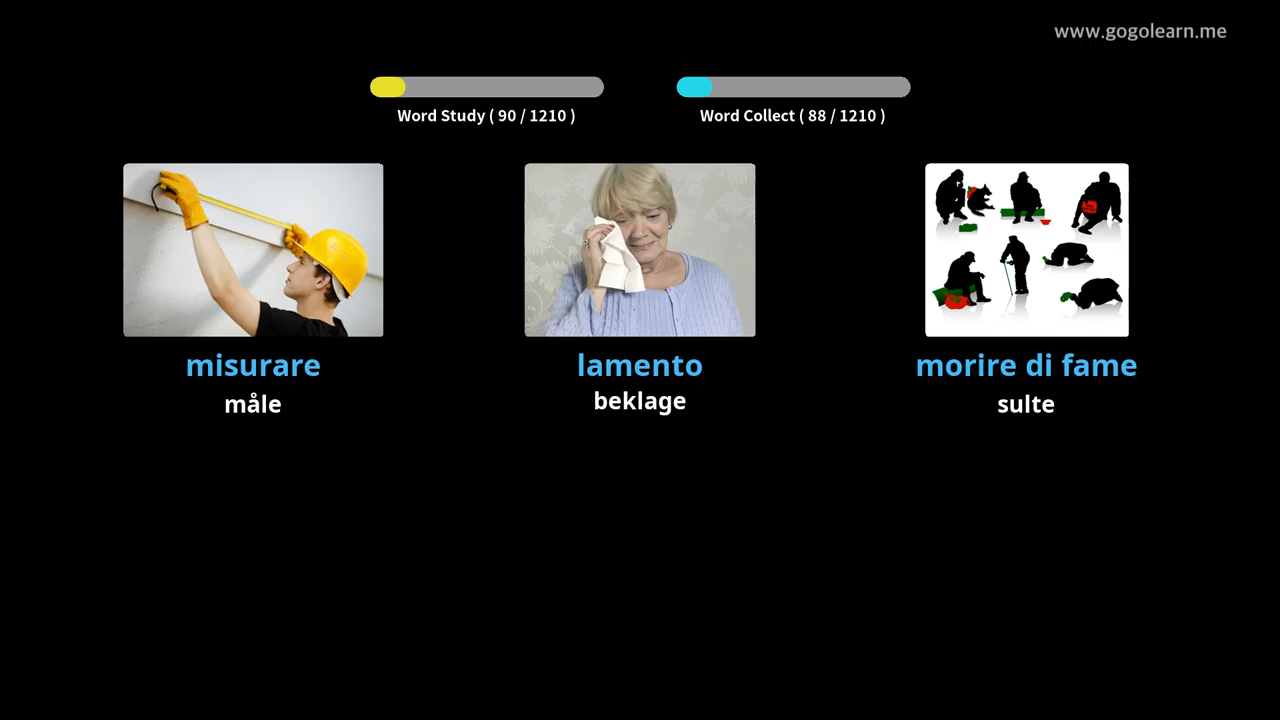 www.gogolearn.me
Word Study ( 90 / 1210 )
Word Collect ( 88 / 1210 )
misurare
måle
lamento
beklage
morire di fame
sulte